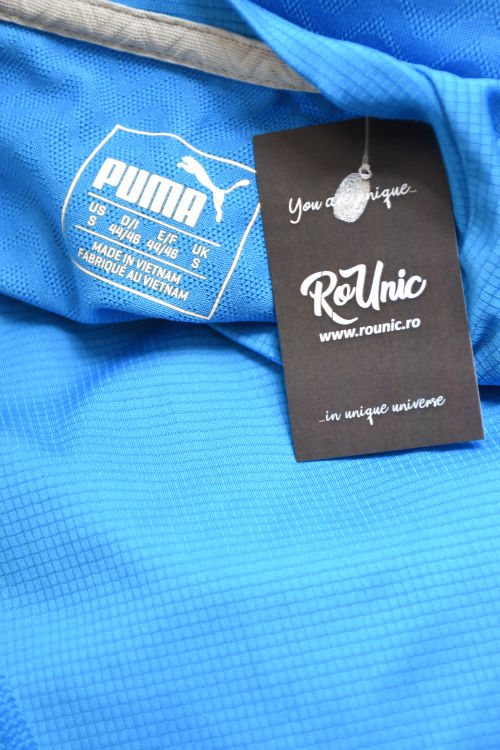 PUMA
US D/I E/F UK
S 44/46 44/46 S
MADE IN VIETNAM
FABRIQUÉ AU VIETNAM
You are unique...
RoUnic
www.rounic.ro
...in unique universe